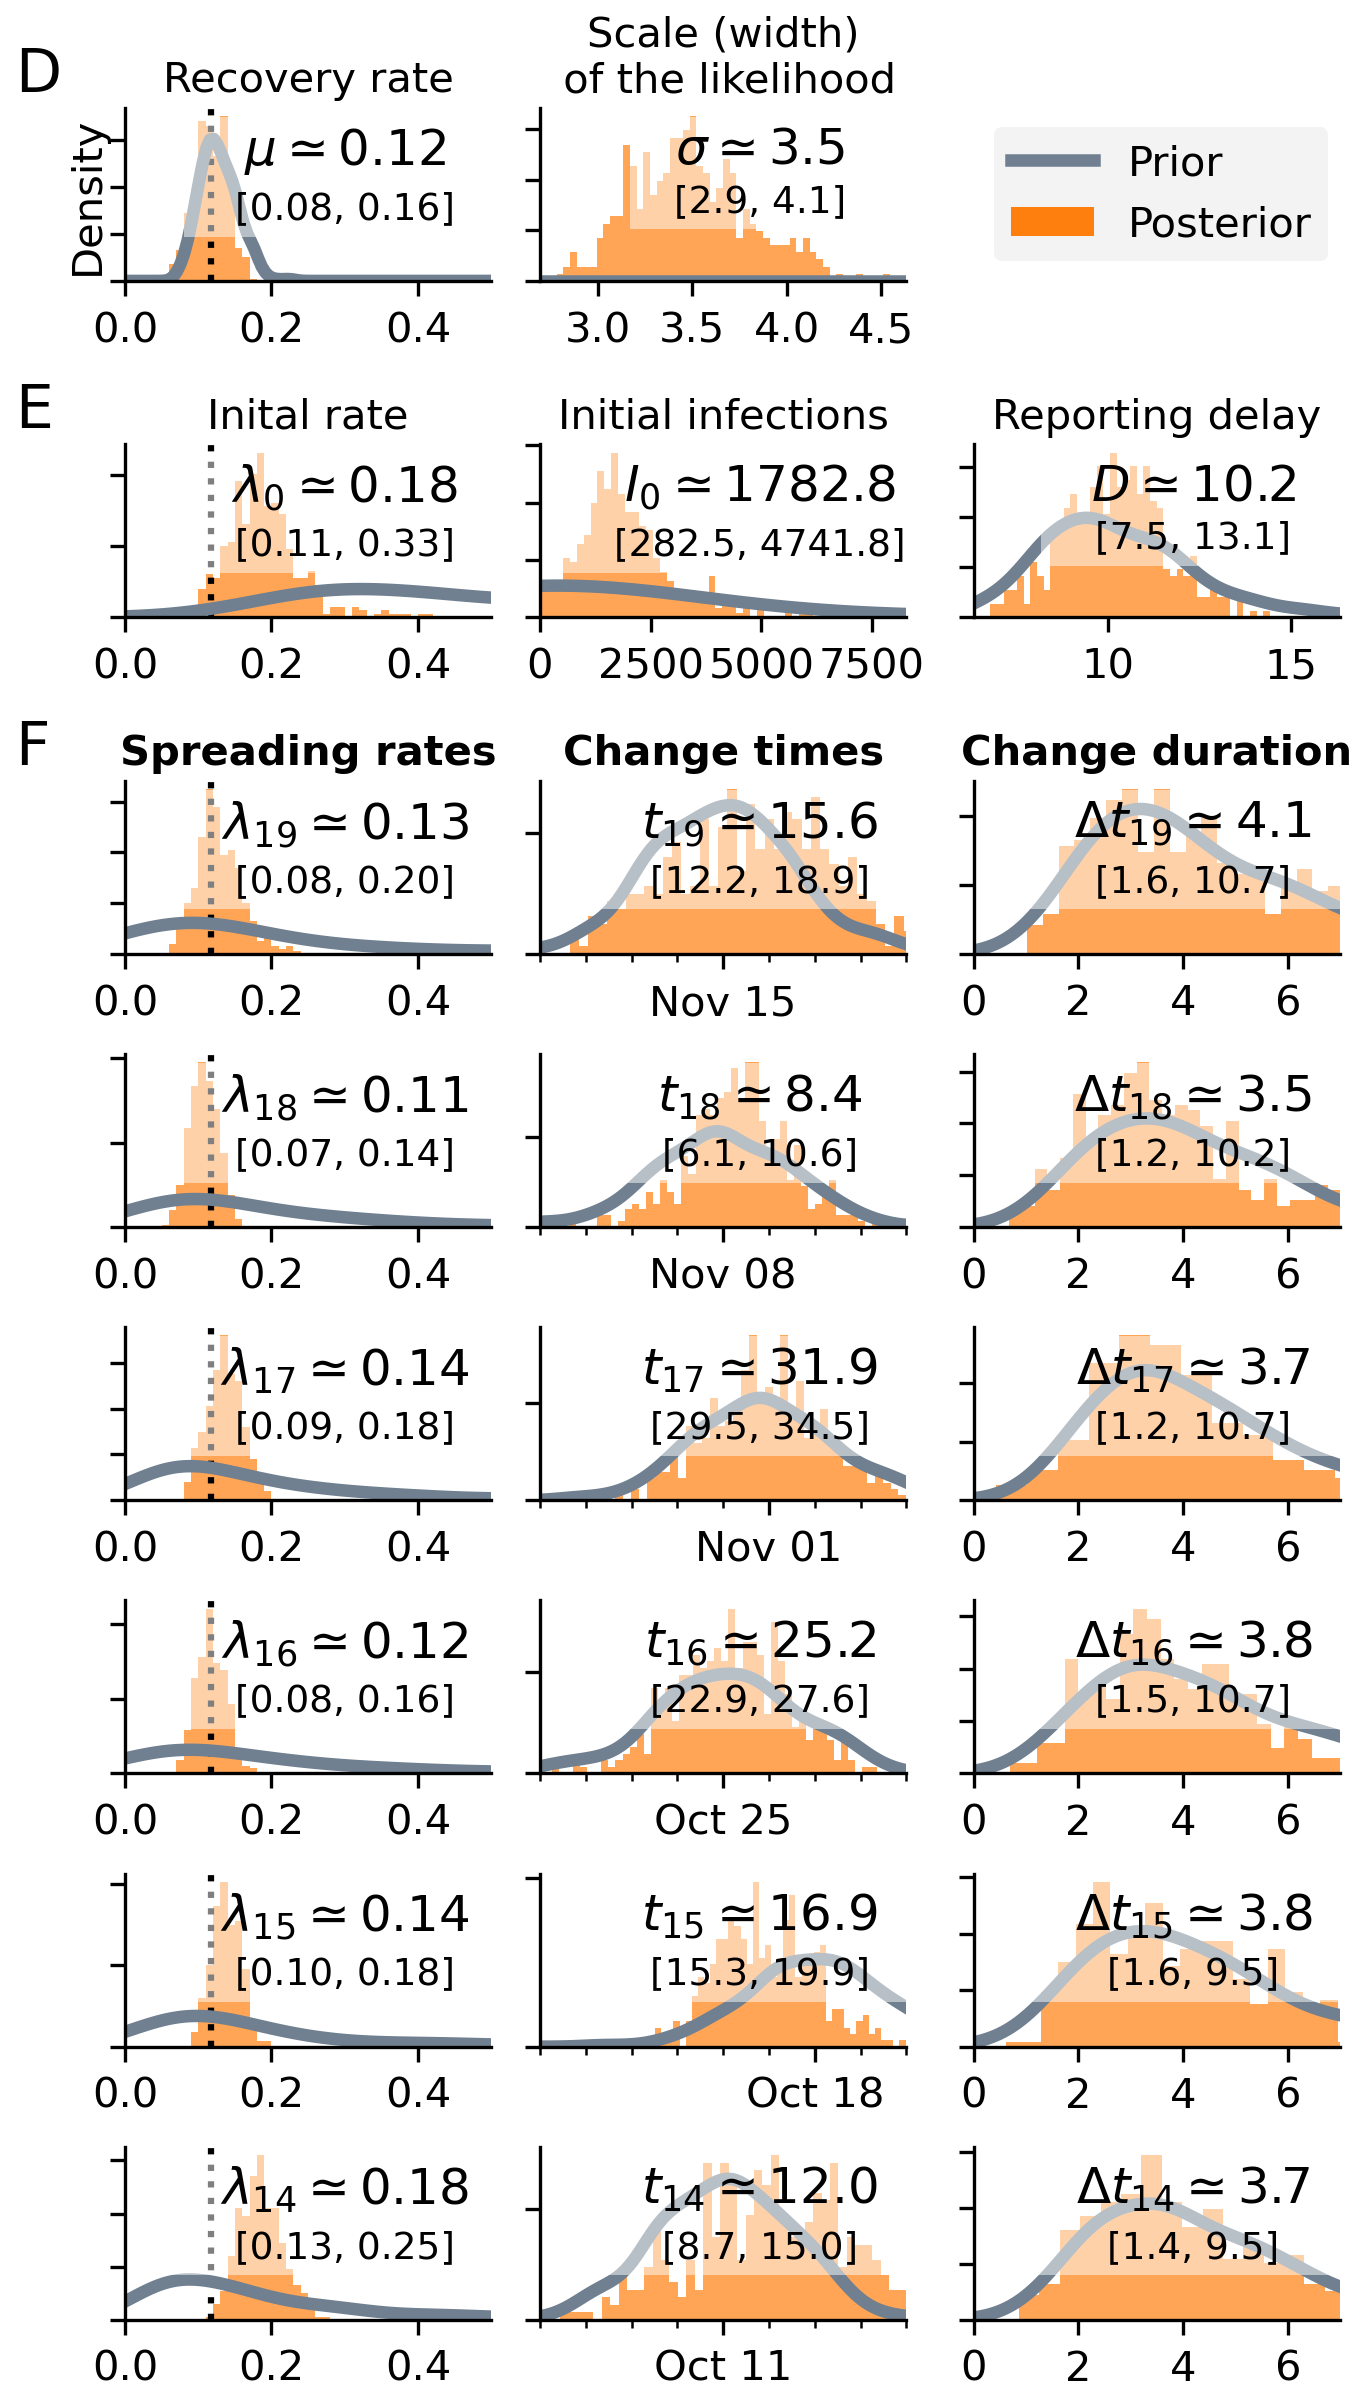 D
Recovery rate
Scale (width)
of the likelihood
Density
μ ≃ 0.12
[0.08, 0.16]
σ ≃ 3.5
[2.9, 4.1]
Prior
Posterior
0.0 0.2 0.4
3.0 3.5 4.0 4.5
E
Inital rate
Initial infections
Reporting delay
λ₀ ≃ 0.18
[0.11, 0.33]
I₀ ≃ 1782.8
[282.5, 4741.8]
D ≃ 10.2
[7.5, 13.1]
0.0 0.2 0.4
0 2500 5000 7500
10 15
F
Spreading rates
Change times
Change duration
λ₁₉ ≃ 0.13
[0.08, 0.20]
t₁₉ ≃ 15.6
[12.2, 18.9]
Δt₁₉ ≃ 4.1
[1.6, 10.7]
0.0 0.2 0.4
Nov 15
0 2 4 6
λ₁₈ ≃ 0.11
[0.07, 0.14]
t₁₈ ≃ 8.4
[6.1, 10.6]
Δt₁₈ ≃ 3.5
[1.2, 10.2]
0.0 0.2 0.4
Nov 08
0 2 4 6
λ₁₇ ≃ 0.14
[0.09, 0.18]
t₁₇ ≃ 31.9
[29.5, 34.5]
Δt₁₇ ≃ 3.7
[1.2, 10.7]
0.0 0.2 0.4
Nov 01
0 2 4 6
λ₁₆ ≃ 0.12
[0.08, 0.16]
t₁₆ ≃ 25.2
[22.9, 27.6]
Δt₁₆ ≃ 3.8
[1.5, 10.7]
0.0 0.2 0.4
Oct 25
0 2 4 6
λ₁₅ ≃ 0.14
[0.10, 0.18]
t₁₅ ≃ 16.9
[15.3, 19.9]
Δt₁₅ ≃ 3.8
[1.6, 9.5]
0.0 0.2 0.4
Oct 18
0 2 4 6
λ₁₄ ≃ 0.18
[0.13, 0.25]
t₁₄ ≃ 12.0
[8.7, 15.0]
Δt₁₄ ≃ 3.7
[1.4, 9.5]
0.0 0.2 0.4
Oct 11
0 2 4 6